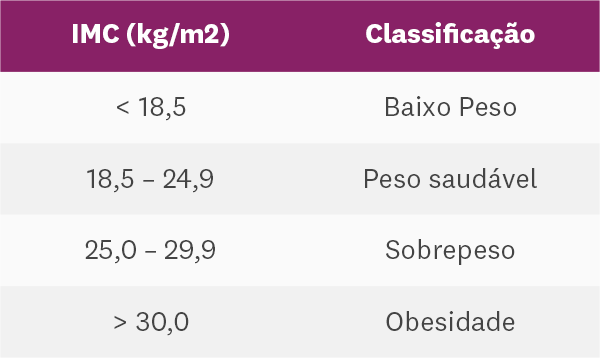 IMC (kg/m2) Classificação
< 18,5 Baixo Peso
18,5 – 24,9 Peso saudável
25,0 – 29,9 Sobrepeso
> 30,0 Obesidade